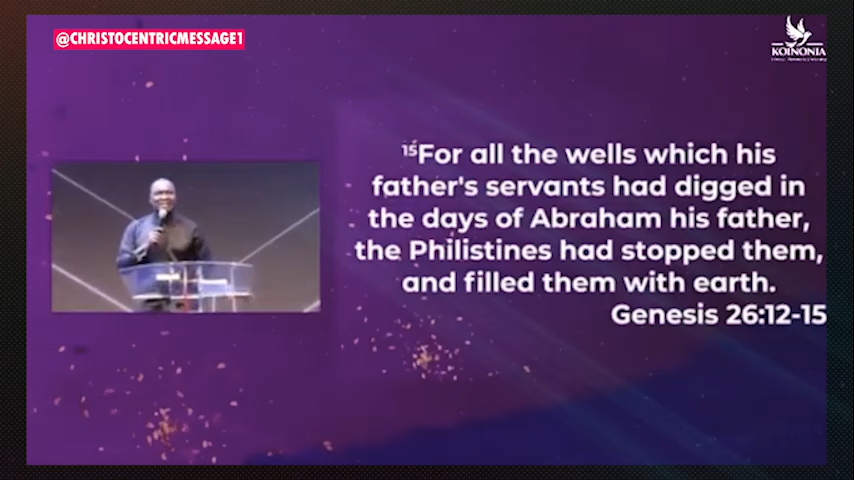 @CHRISTOCENTRICMESSAGE1
KOINONIA
15For all the wells which his
father's servants had digged in
the days of Abraham his father,
the Philistines had stopped them,
and filled them with earth.
Genesis 26:12-15